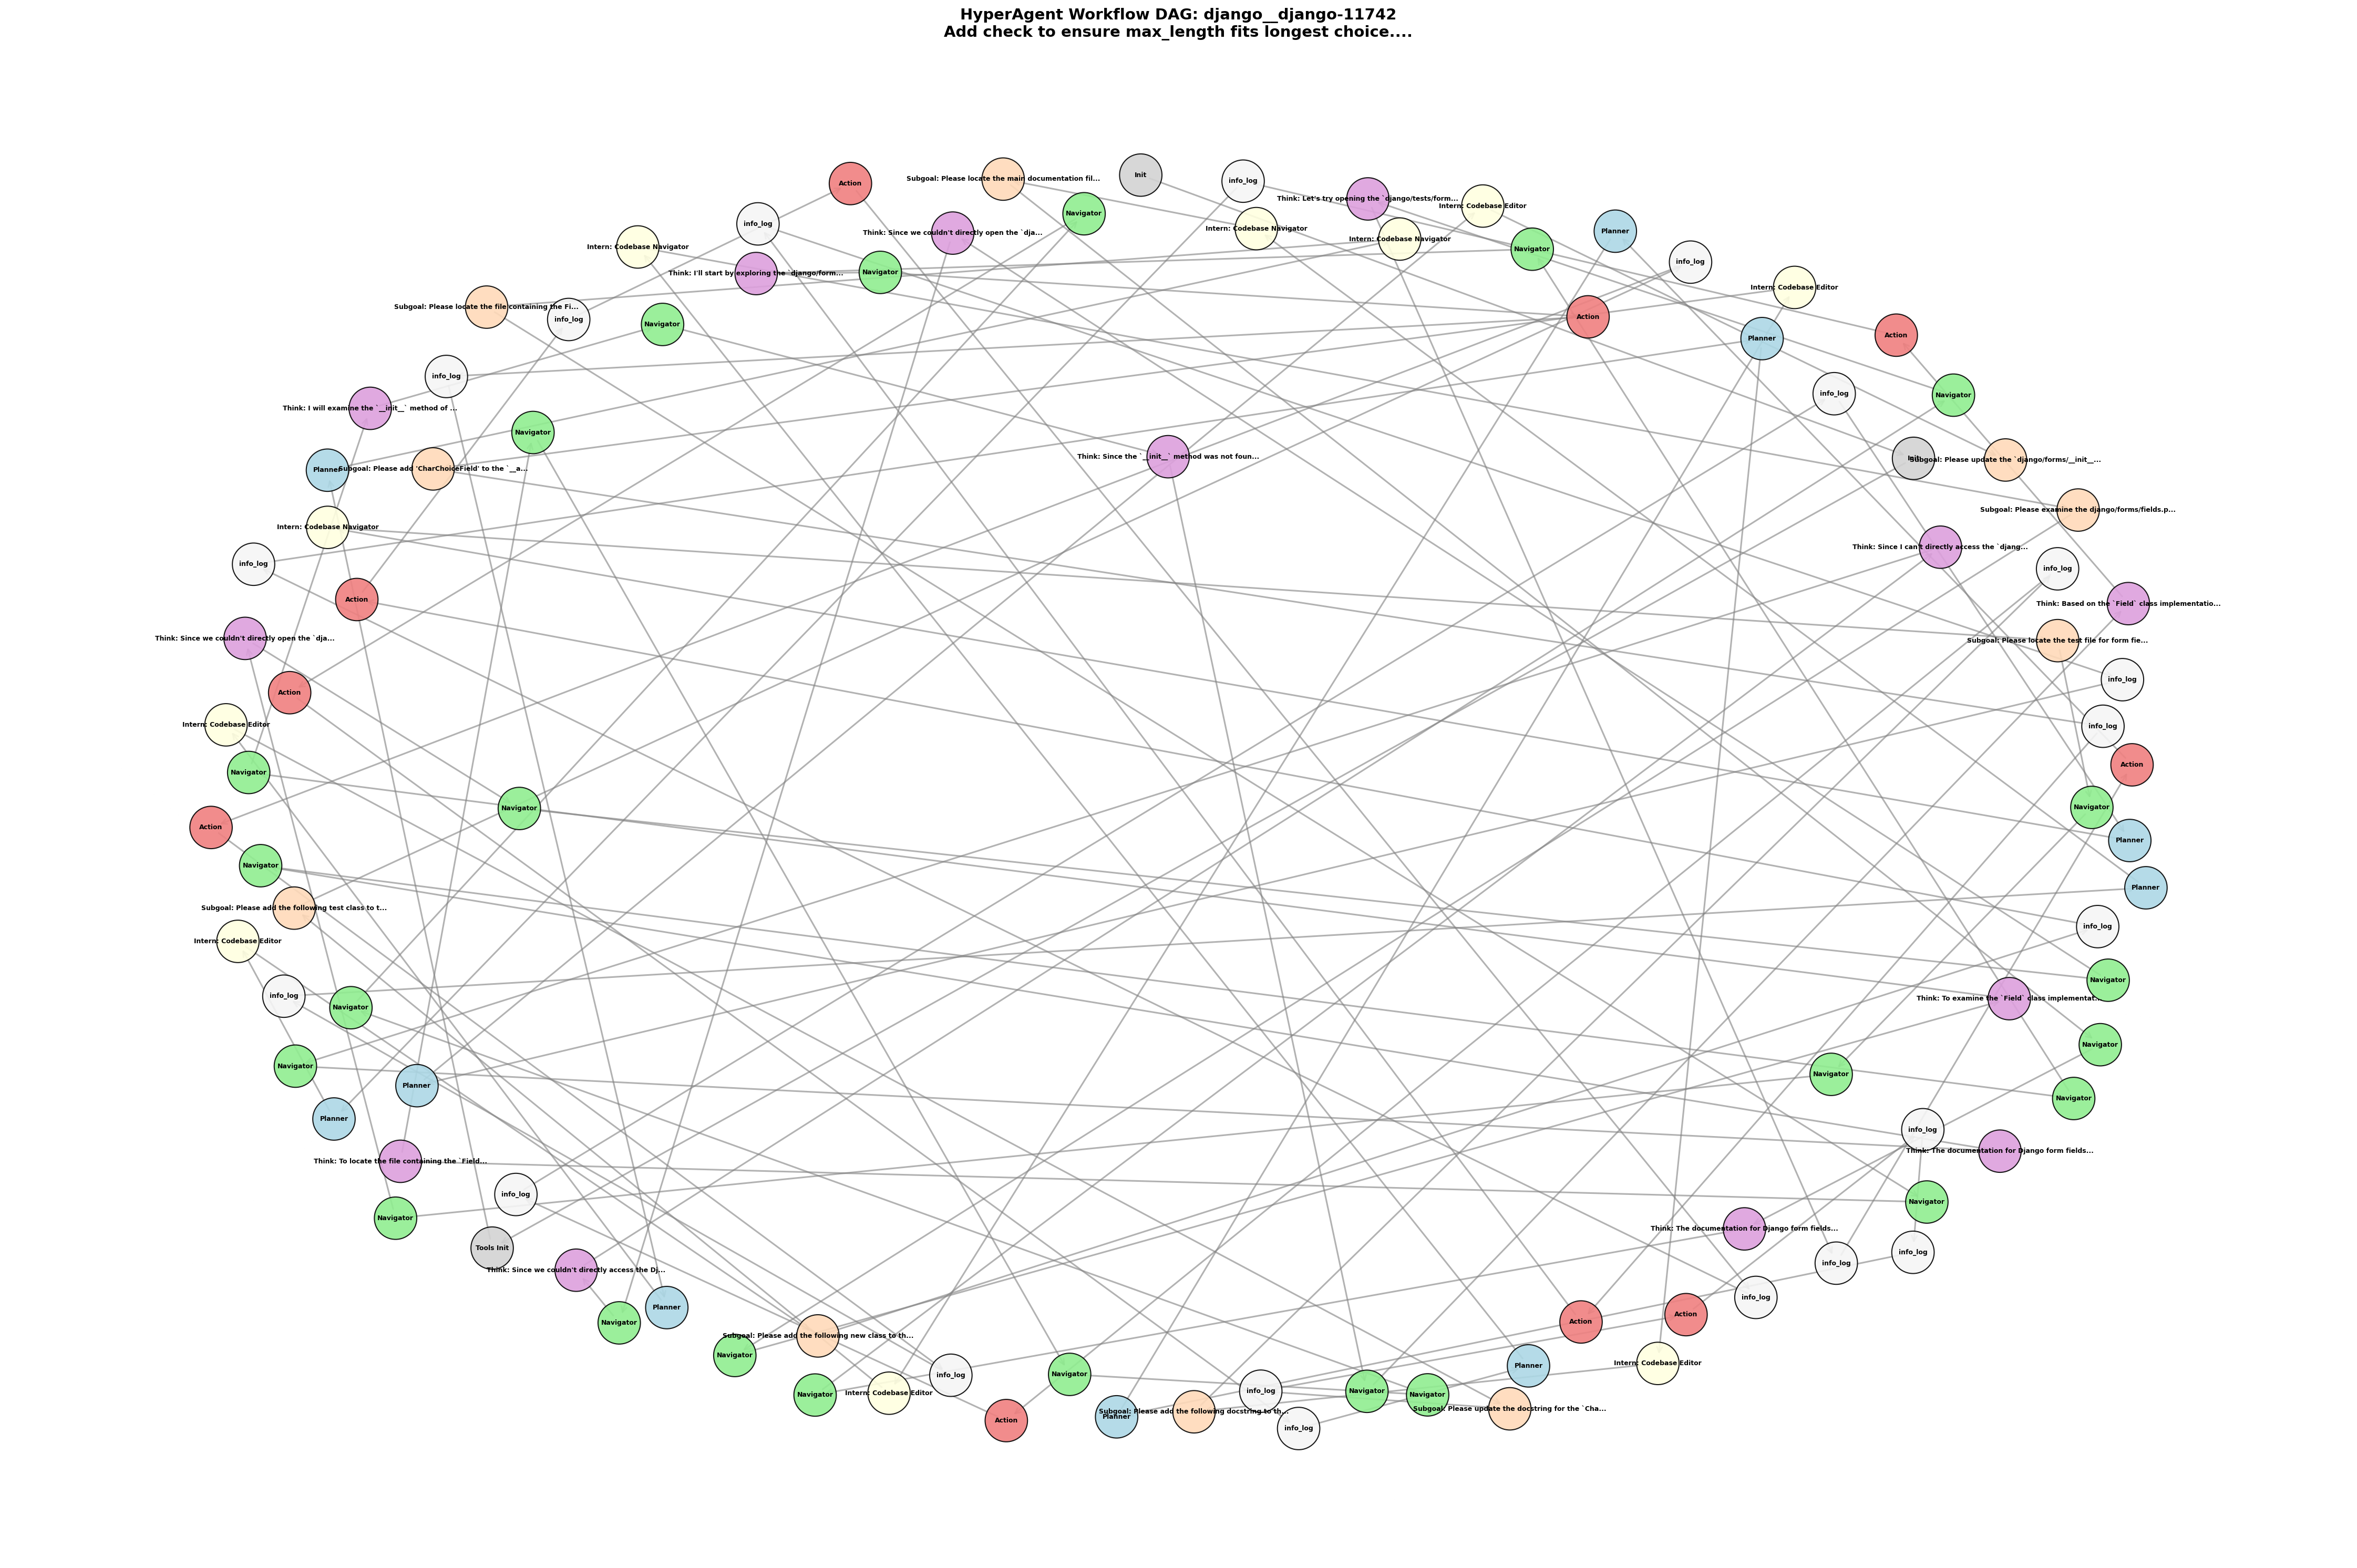 HyperAgent Workflow DAG: django__django-11742
Add check to ensure max_length fits longest choice....
Init
Subgoal: Please locate the main documentation fil...
info_log
Action
Think: Let's try opening the `django/tests/form...
Intern: Codebase Editor
Navigator
info_log
Intern: Codebase Navigator
Planner
Think: Since we couldn't directly open the `dja...
Intern: Codebase Navigator
Intern: Codebase Navigator
Navigator
info_log
Navigator
Think: I'll start by exploring the `django/form...
Intern: Codebase Editor
Subgoal: Please locate the file containing the Fi...
Action
info_log
Navigator
Action
Planner
info_log
info_log
Navigator
Think: I will examine the `__init__` method of ...
Navigator
Think: Since the `__init__` method was not foun...
Init
Subgoal: Please update the `django/forms/__init__...
Planner
Subgoal: Please add 'CharChoiceField' to the `__a...
Subgoal: Please examine the django/forms/fields.p...
Intern: Codebase Navigator
Think: Since I can't directly access the `djang...
info_log
info_log
Action
Think: Based on the `Field` class implementatio...
Think: Since we couldn't directly open the `dja...
Subgoal: Please locate the test file for form fie...
info_log
Action
Intern: Codebase Editor
info_log
Action
Navigator
Navigator
Navigator
Action
Planner
Navigator
Planner
Subgoal: Please add the following test class to t...
info_log
Intern: Codebase Editor
Navigator
info_log
Think: To examine the `Field` class implementat...
Navigator
Navigator
Navigator
Navigator
Planner
Navigator
Planner
info_log
Think: The documentation for Django form fields...
Think: To locate the file containing the `Field...
info_log
Navigator
Navigator
Think: The documentation for Django form fields...
Tools Init
info_log
info_log
Think: Since we couldn't directly access the Dj...
info_log
Planner
Action
Navigator
Action
Subgoal: Please add the following new class to th...
Navigator
Intern: Codebase Editor
Planner
Navigator
info_log
info_log
Navigator
Navigator
Intern: Codebase Editor
Navigator
Subgoal: Please update the docstring for the `Cha...
Subgoal: Please add the following docstring to th...
Planner
Action
info_log